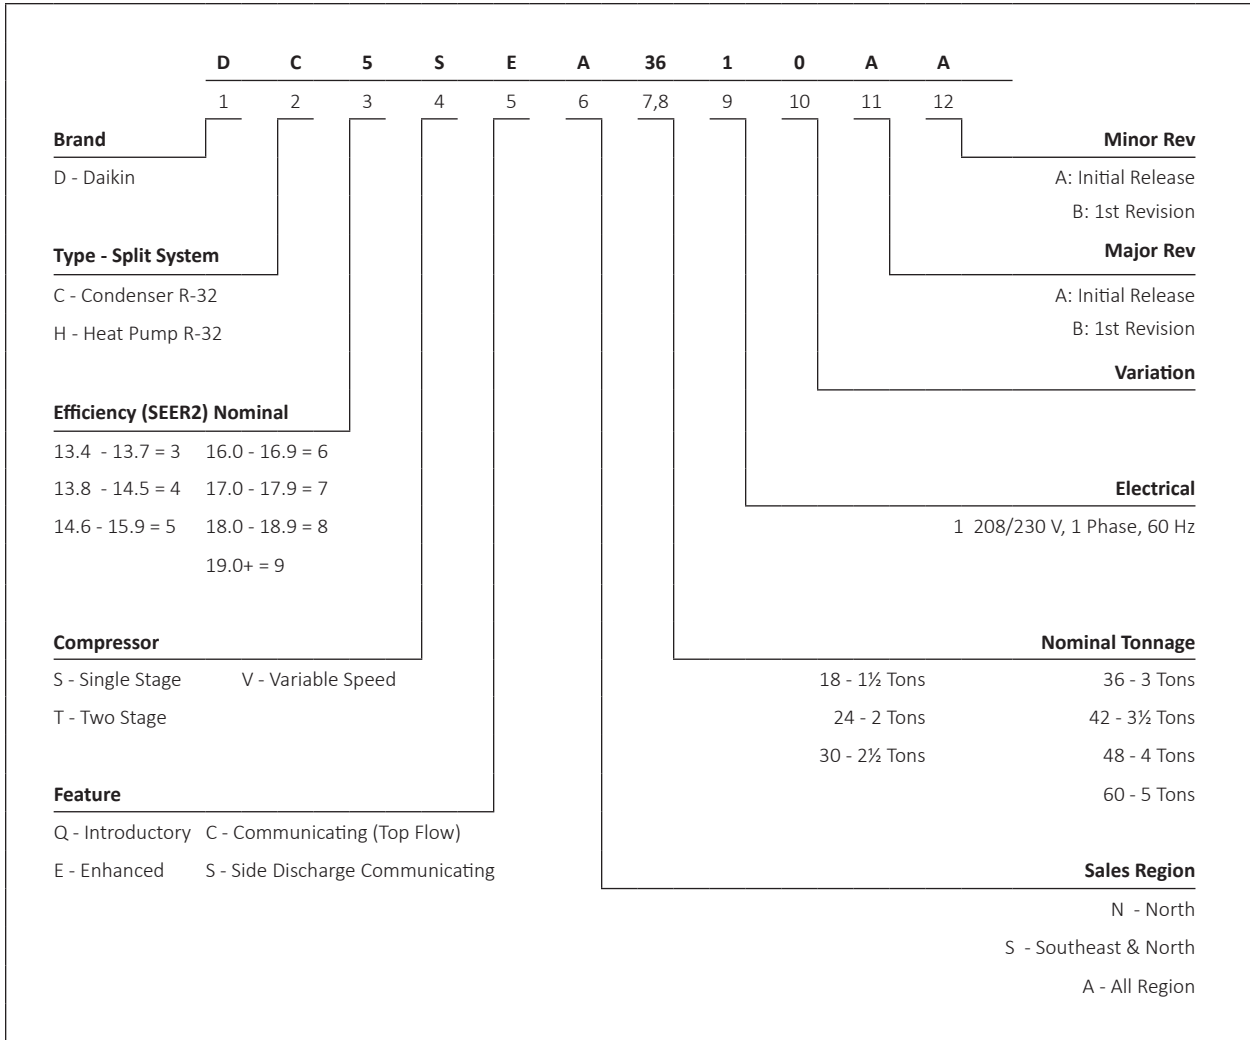 D C 5 S E A 36 1 0 A A
1 2 3 4 5 6 7,8 9 10 11 12
Brand
D - Daikin
Type - Split System
C - Condenser R-32
H - Heat Pump R-32
Efficiency (SEER2) Nominal
13.4 - 13.7 = 3 16.0 - 16.9 = 6
13.8 - 14.5 = 4 17.0 - 17.9 = 7
14.6 - 15.9 = 5 18.0 - 18.9 = 8
19.0+ = 9
Compressor
S - Single Stage V - Variable Speed
T - Two Stage
Feature
Q - Introductory C - Communicating (Top Flow)
E - Enhanced S - Side Discharge Communicating
Minor Rev
A: Initial Release
B: 1st Revision
Major Rev
A: Initial Release
B: 1st Revision
Variation
Electrical
1 208/230 V, 1 Phase, 60 Hz
Nominal Tonnage
18 - 1½ Tons 36 - 3 Tons
24 - 2 Tons 42 - 3½ Tons
30 - 2½ Tons 48 - 4 Tons
60 - 5 Tons
Sales Region
N - North
S - Southeast & North
A - All Region